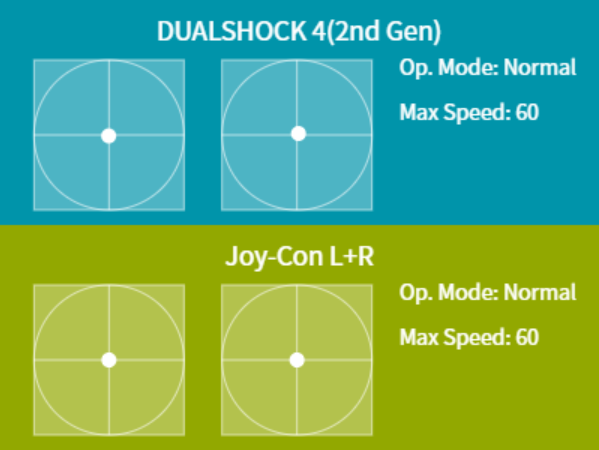 DUALSHOCK 4(2nd Gen)
Op. Mode: Normal
Max Speed: 60
Joy-Con L+R
Op. Mode: Normal
Max Speed: 60